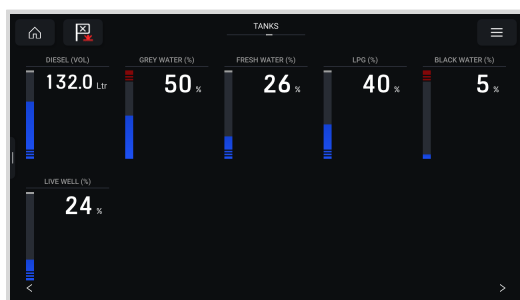 TANKS
DIESEL (VOL)
132.0 Ltr
GREY WATER (%)
50 %
FRESH WATER (%)
26 %
LPG (%)
40 %
BLACK WATER (%)
5 %
LIVE WELL (%)
24 %